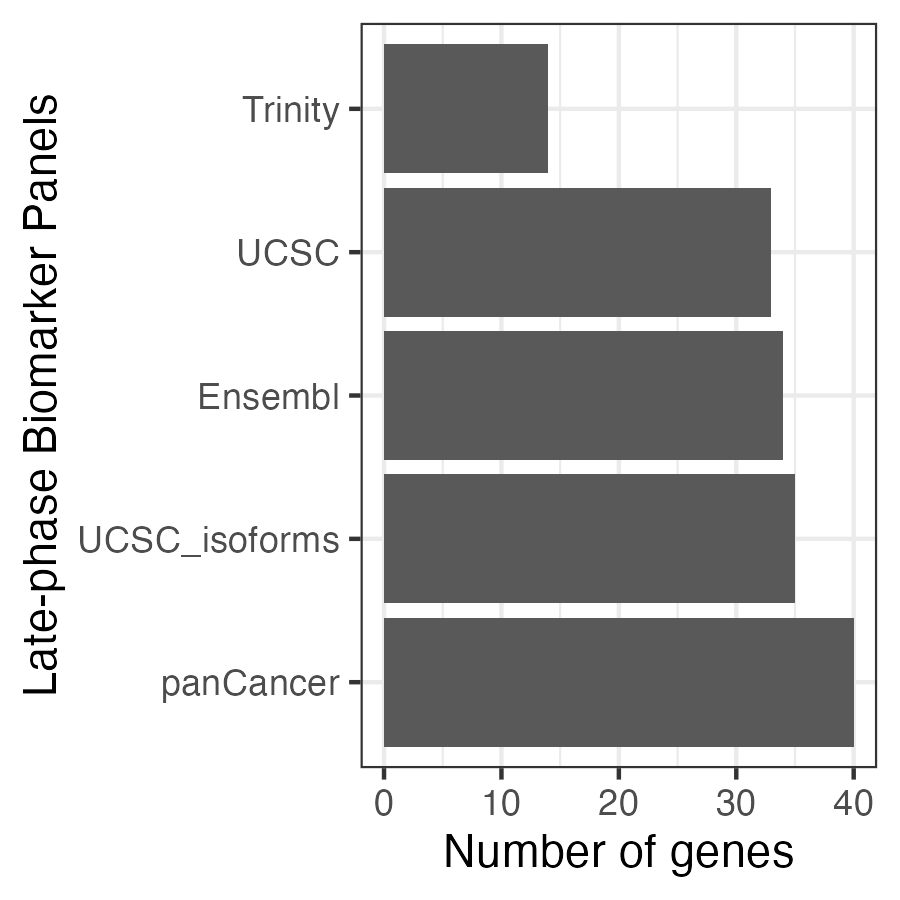 Late-phase Biomarker Panels
Trinity
UCSC
Ensembl
UCSC_isoforms
panCancer
0 10 20 30 40
Number of genes